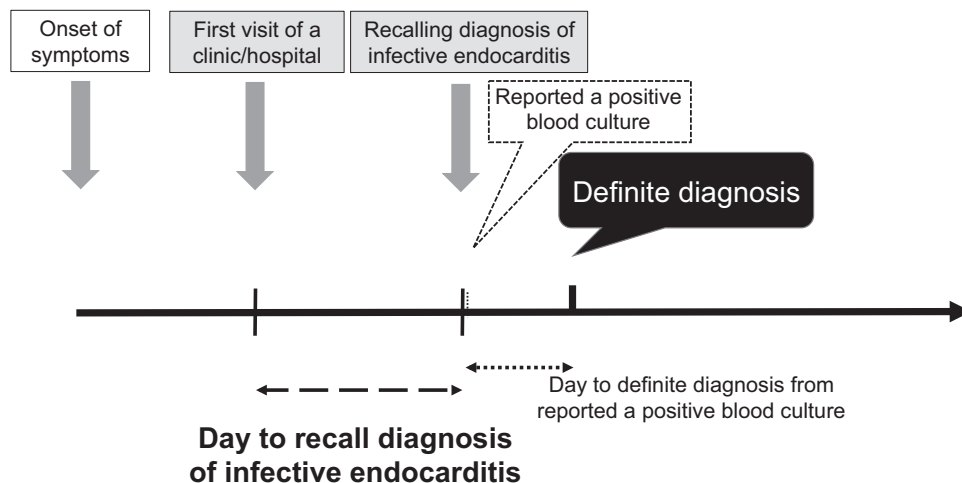 Onset of
symptoms
First visit of a
clinic/hospital
Recalling diagnosis of
infective endocarditis
Reported a positive
blood culture
Definite diagnosis
Day to definite diagnosis from
reported a positive blood culture
Day to recall diagnosis
of infective endocarditis